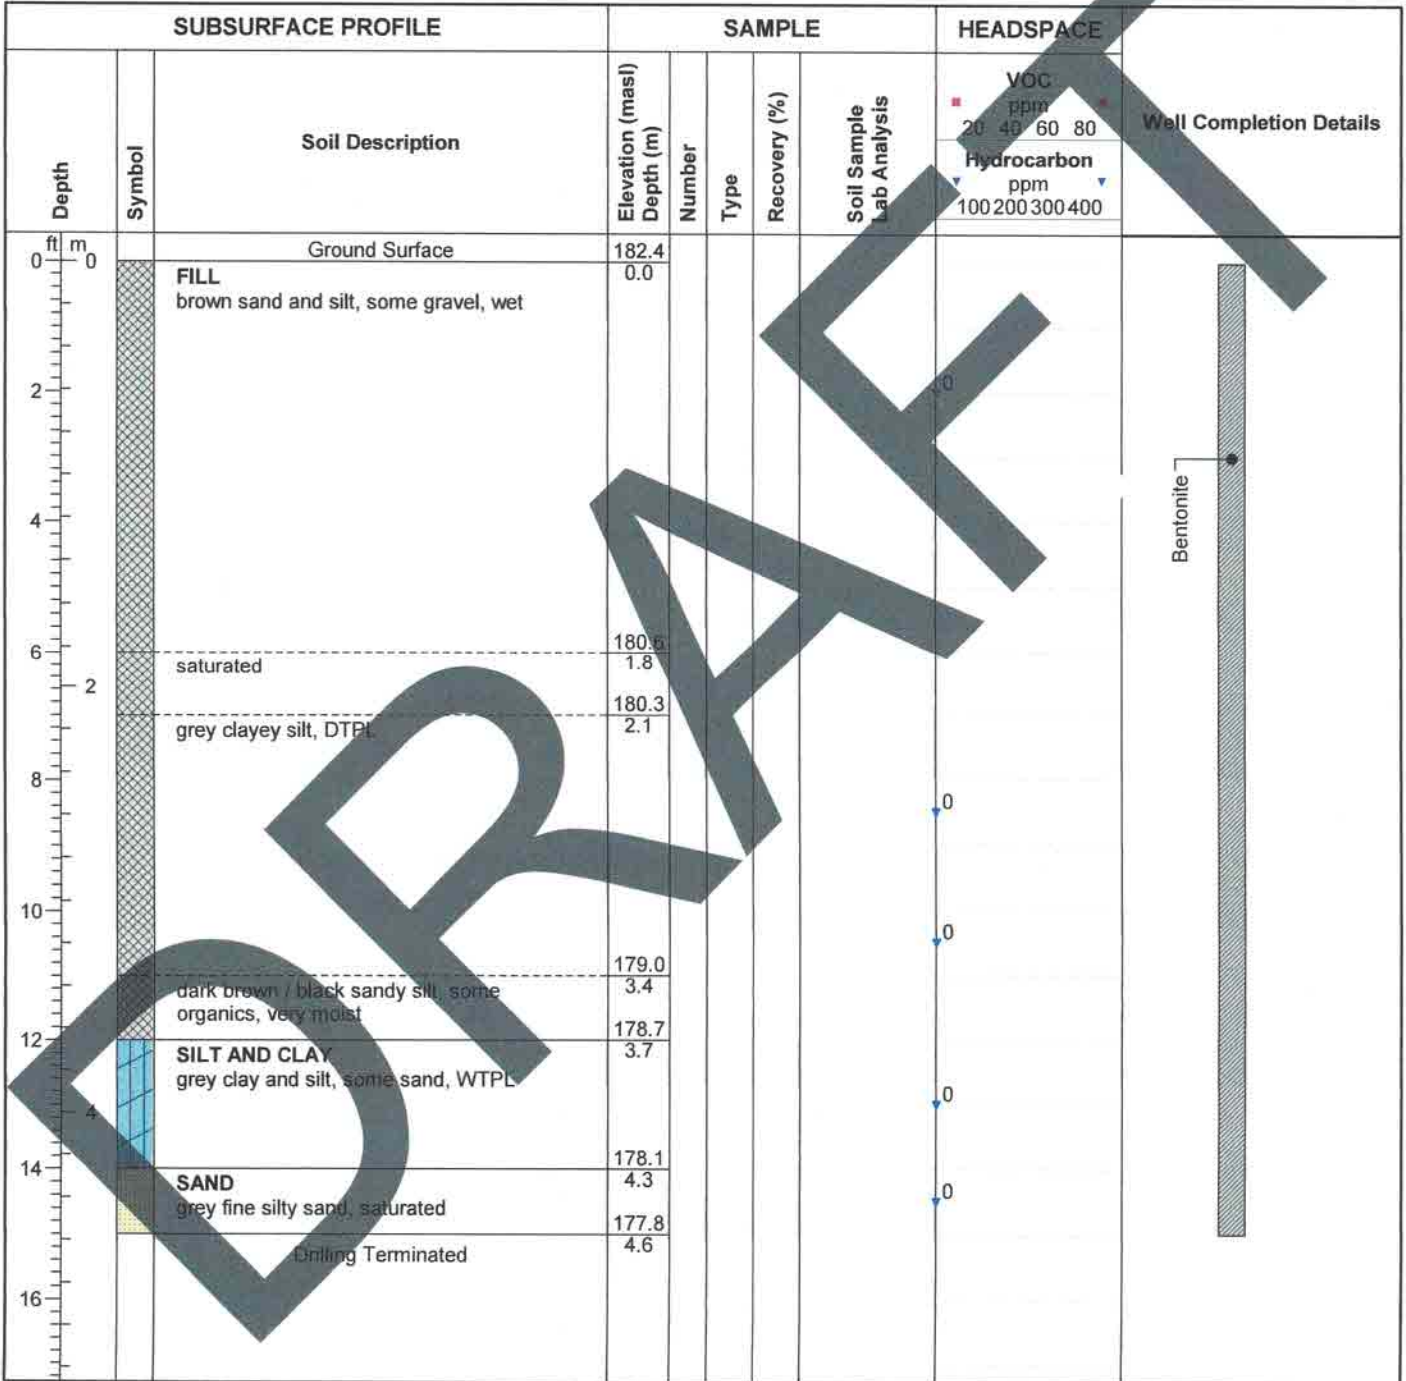 SUBSURFACE PROFILE
SAMPLE
HEADSPACE
Depth
Symbol
Soil Description
Elevation (masl)
Depth (m)
Number
Type
Recovery (%)
Soil Sample
Lab Analysis
VOC
ppm
20 40 60 80
Hydrocarbon
ppm
100 200 300 400
Well Completion Details
ft m
0 0
Ground Surface
182.4
0.0
FILL
brown sand and silt, some gravel, wet
2
0
4
Bentonite
6
180.6
1.8
saturated
2
180.3
2.1
grey clayey silt, DTPL
8
0
10
0
179.0
3.4
dark brown / black sandy silt, some
organics, very moist
12
178.7
3.7
SILT AND CLAY
grey clay and silt, some sand, WTPL
4
0
14
178.1
4.3
SAND
grey fine silty sand, saturated
0
177.8
4.6
Drilling Terminated
16
DRAFT